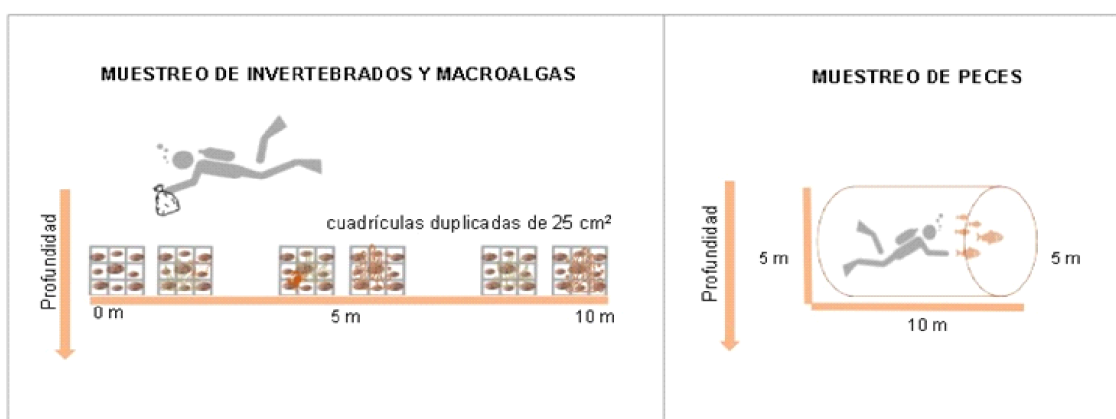 MUESTREO DE INVERTEBRADOS Y MACROALGAS
cuadrículas duplicadas de 25 cm²
Profundidad
0 m
5 m
10 m
MUESTREO DE PECES
Profundidad
5 m
5 m
10 m